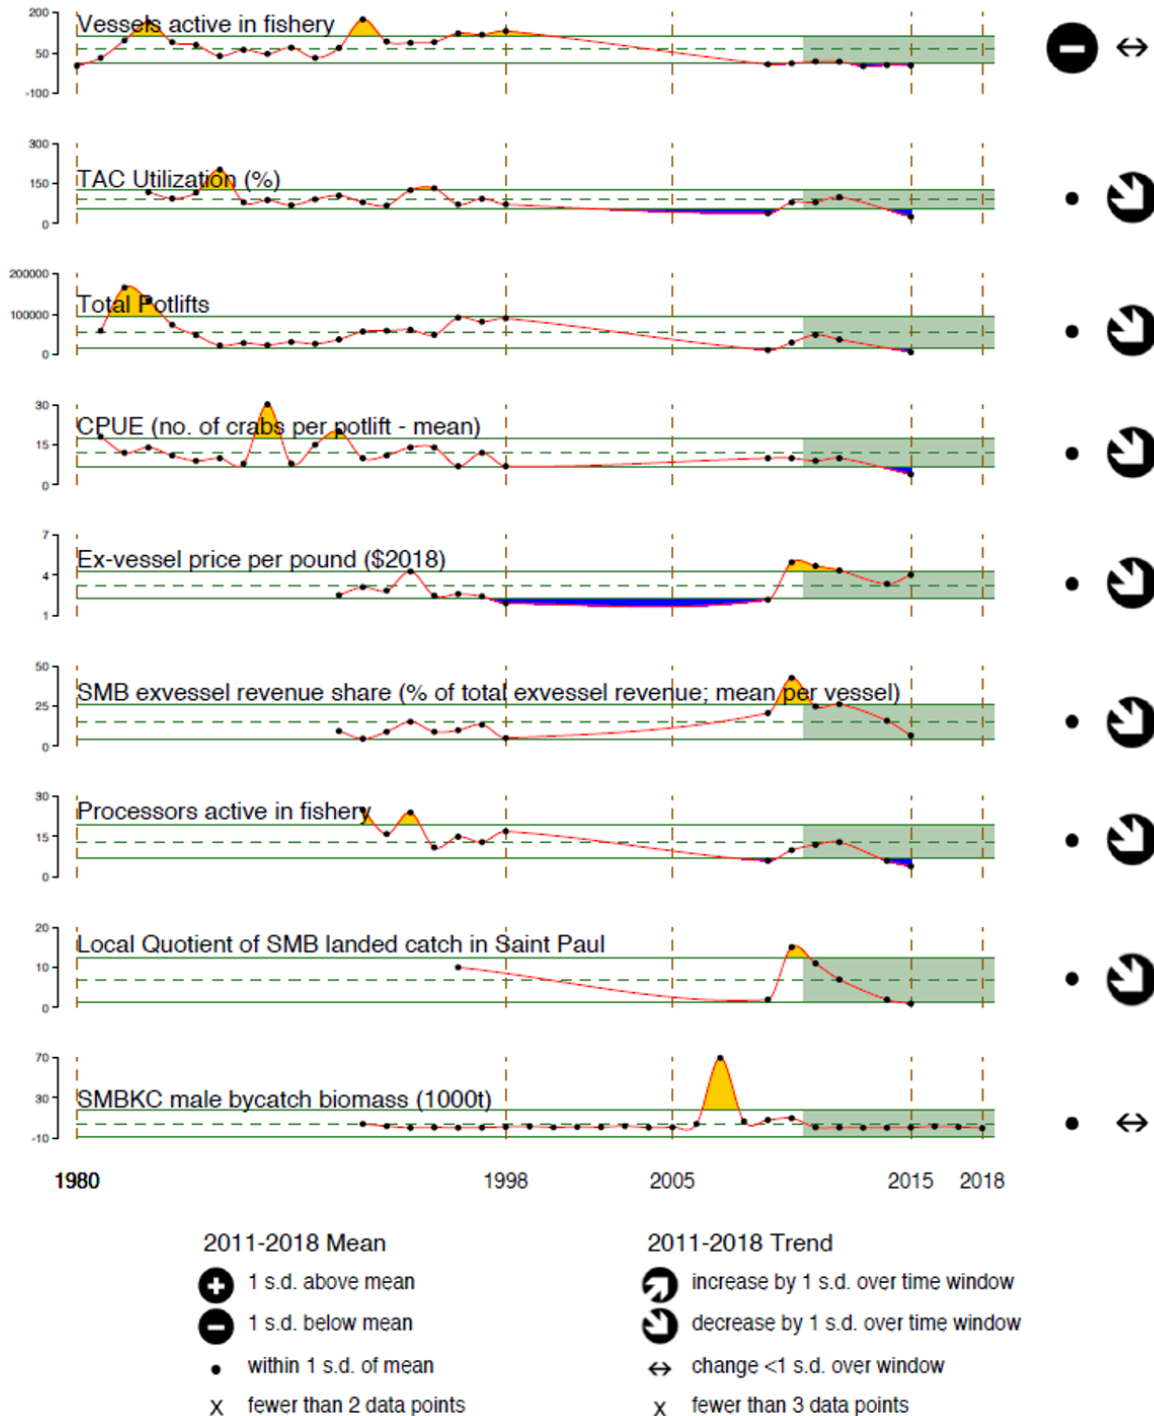 200
50
-100
Vessels active in fishery
300
150
0
TAC Utilization (%)
200000
100000
0
Total Potlifts
30
15
0
CPUE (no. of crabs per potlift - mean)
7
4
1
Ex-vessel price per pound ($2018)
50
25
0
SMB exvessel revenue share (% of total exvessel revenue; mean per vessel)
30
15
0
Processors active in fishery
20
10
0
Local Quotient of SMB landed catch in Saint Paul
70
30
-10
SMBKC male bycatch biomass (1000t)
1980 1998 2005 2015 2018
2011-2018 Mean
1 s.d. above mean
1 s.d. below mean
within 1 s.d. of mean
x fewer than 2 data points
2011-2018 Trend
increase by 1 s.d. over time window
decrease by 1 s.d. over time window
change <1 s.d. over window
x fewer than 3 data points